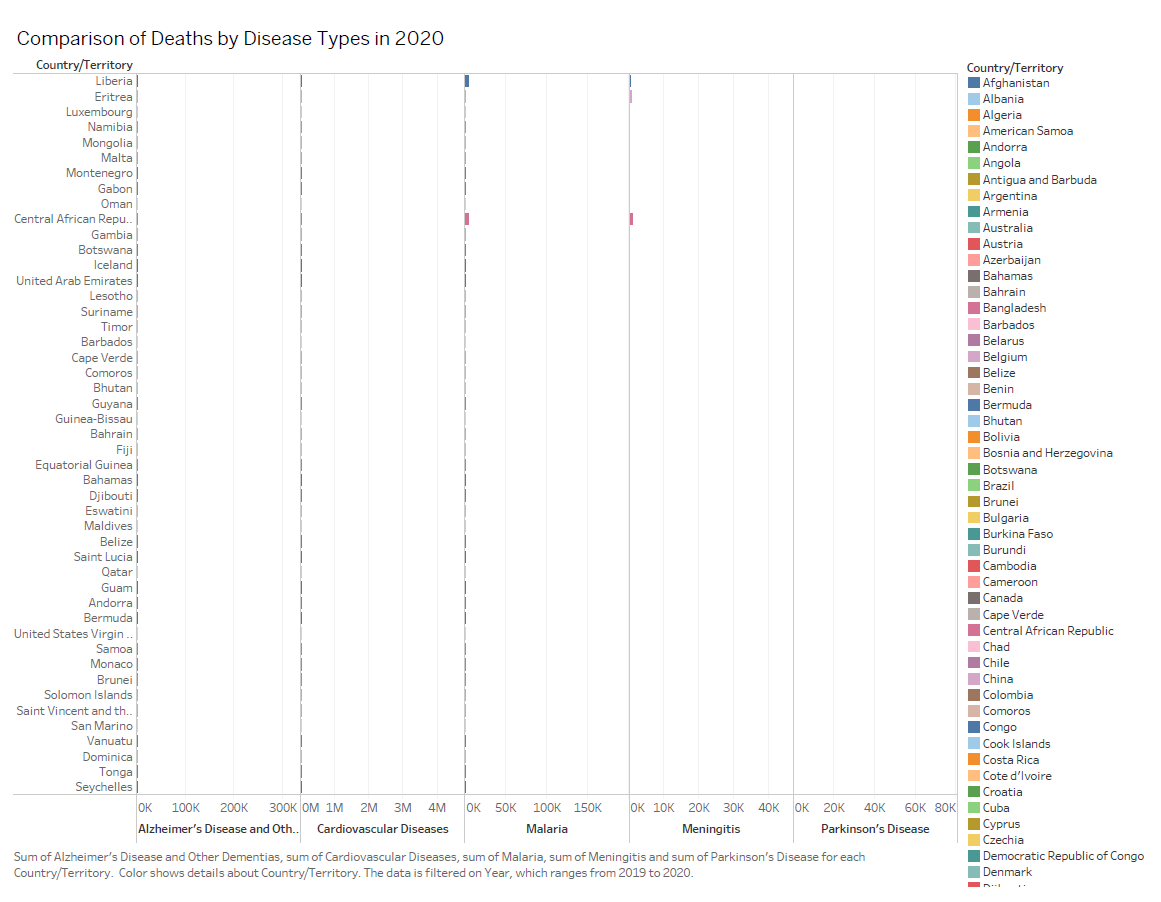 Comparison of Deaths by Disease Types in 2020
Country/Territory
Liberia
Eritrea
Luxembourg
Namibia
Mongolia
Malta
Montenegro
Gabon
Oman
Central African Repu..
Gambia
Botswana
Iceland
United Arab Emirates
Lesotho
Suriname
Timor
Barbados
Cape Verde
Comoros
Bhutan
Guyana
Guinea-Bissau
Bahrain
Fiji
Equatorial Guinea
Bahamas
Djibouti
Eswatini
Maldives
Belize
Saint Lucia
Qatar
Guam
Andorra
Bermuda
United States Virgin ..
Samoa
Monaco
Brunei
Solomon Islands
Saint Vincent and th..
San Marino
Vanuatu
Dominica
Tonga
Seychelles
0K 100K 200K 300K 0M 1M 2M 3M 4M 0K 50K 100K 150K 0K 10K 20K 30K 40K 0K 20K 40K 60K 80K
Alzheimer's Disease and Oth.. Cardiovascular Diseases Malaria Meningitis Parkinson's Disease
Sum of Alzheimer's Disease and Other Dementias, sum of Cardiovascular Diseases, sum of Malaria, sum of Meningitis and sum of Parkinson's Disease for each
Country/Territory. Color shows details about Country/Territory. The data is filtered on Year, which ranges from 2019 to 2020.
Country/Territory
Afghanistan
Albania
Algeria
American Samoa
Andorra
Angola
Antigua and Barbuda
Argentina
Armenia
Australia
Austria
Azerbaijan
Bahamas
Bahrain
Bangladesh
Barbados
Belarus
Belgium
Belize
Benin
Bermuda
Bhutan
Bolivia
Bosnia and Herzegovina
Botswana
Brazil
Brunei
Bulgaria
Burkina Faso
Burundi
Cambodia
Cameroon
Canada
Cape Verde
Central African Republic
Chad
Chile
China
Colombia
Comoros
Congo
Cook Islands
Costa Rica
Cote d'Ivoire
Croatia
Cuba
Cyprus
Czechia
Democratic Republic of Congo
Denmark